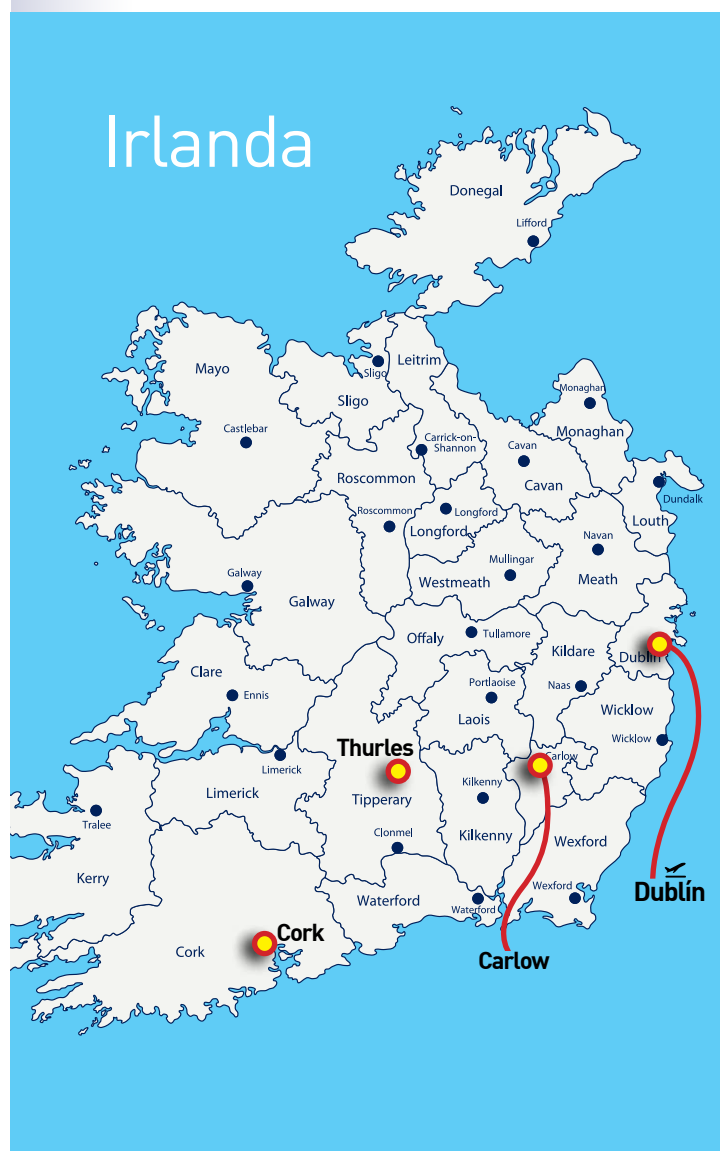 Irlanda
Donegal
Lifford
Leitrim
Mayo
Sligo
Sligo
Monaghan
Monaghan
Castlebar
Carrick-on-
Shannon
Cavan
Cavan
Roscommon
Roscommon
Longford
Longford
Dundalk
Louth
Navan
Meath
Mullingar
Westmeath
Galway
Galway
Offaly
Tullamore
Kildare
Dublin
Clare
Ennis
Portlaoise
Laois
Naas
Wicklow
Wicklow
Thurles
Limerick
Limerick
Tipperary
Carlow
Kilkenny
Kilkenny
Tralee
Clonmel
Wexford
Kerry
Waterford
Waterford
Wexford
Dublín
Cork
Cork
Carlow